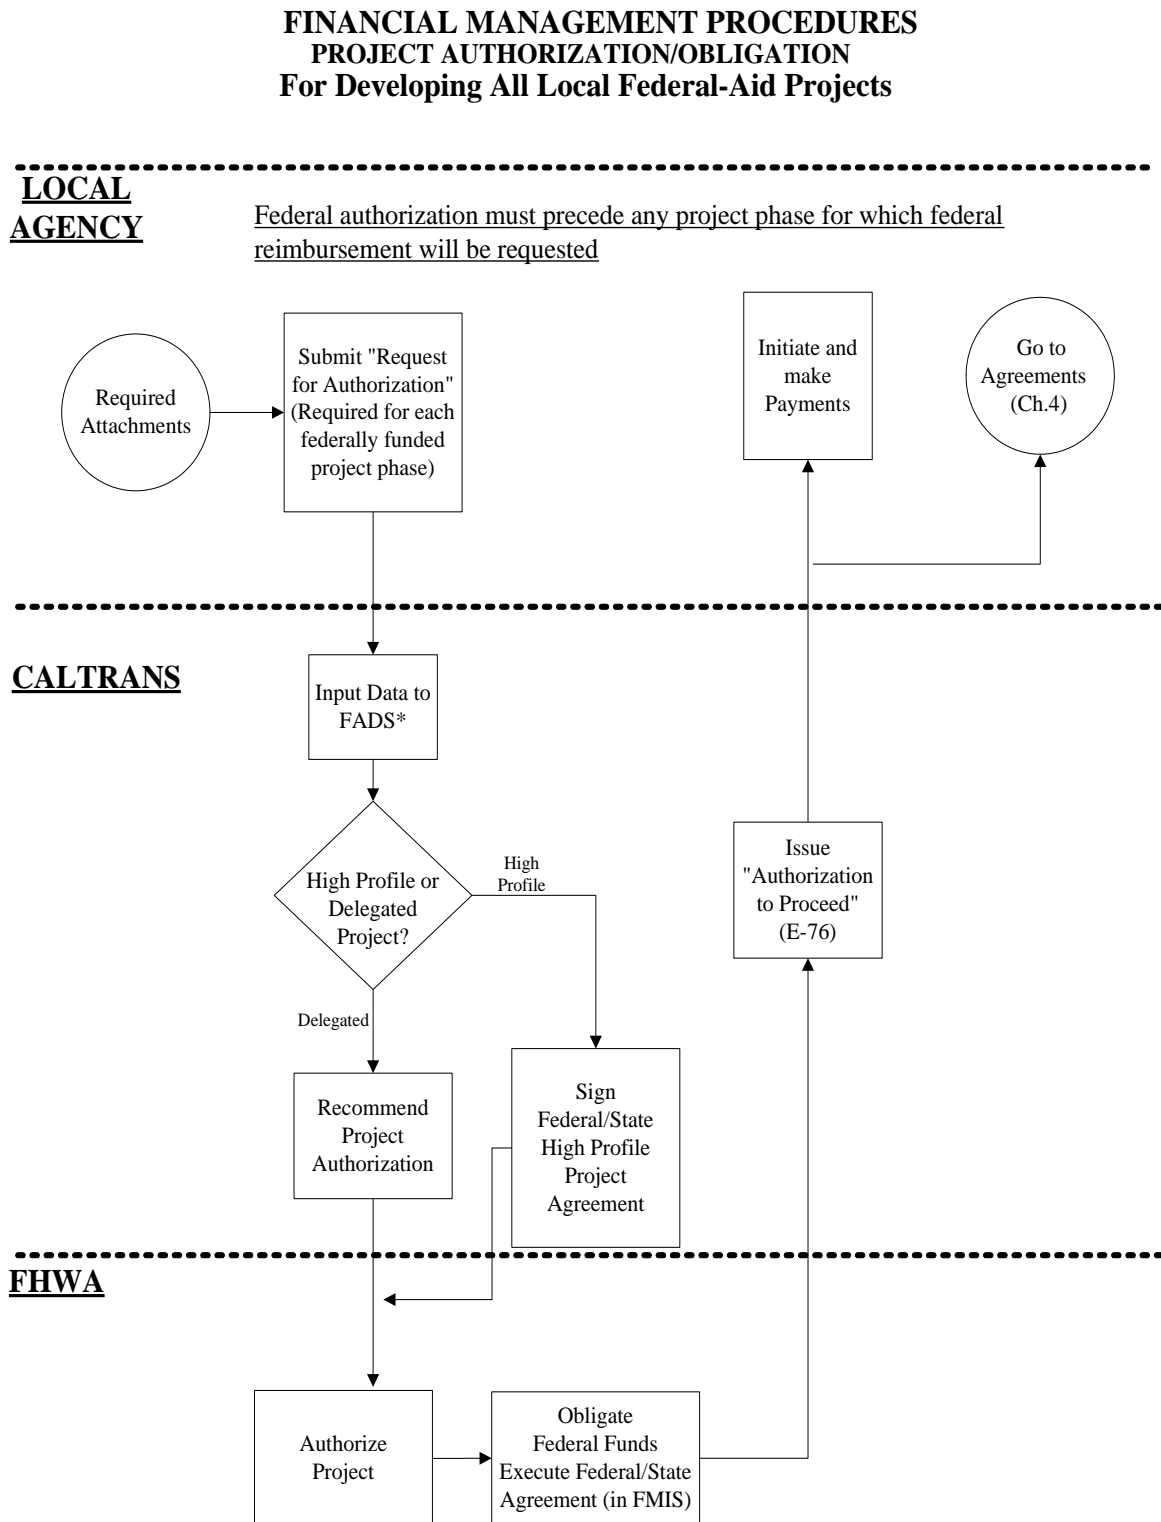 FINANCIAL MANAGEMENT PROCEDURES
PROJECT AUTHORIZATION/OBLIGATION
For Developing All Local Federal-Aid Projects
LOCAL
AGENCY
Federal authorization must precede any project phase for which federal
reimbursement will be requested
Required
Attachments
Submit "Request
for Authorization"
(Required for each
federally funded
project phase)
Initiate and
make
Payments
Go to
Agreements
(Ch.4)
CALTRANS
Input Data to
FADS*
High Profile or
Delegated
Project?
High
Profile
Delegated
Issue
"Authorization
to Proceed"
(E-76)
Recommend
Project
Authorization
Sign
Federal/State
High Profile
Project
Agreement
FHWA
Authorize
Project
Obligate
Federal Funds
Execute Federal/State
Agreement (in FMIS)